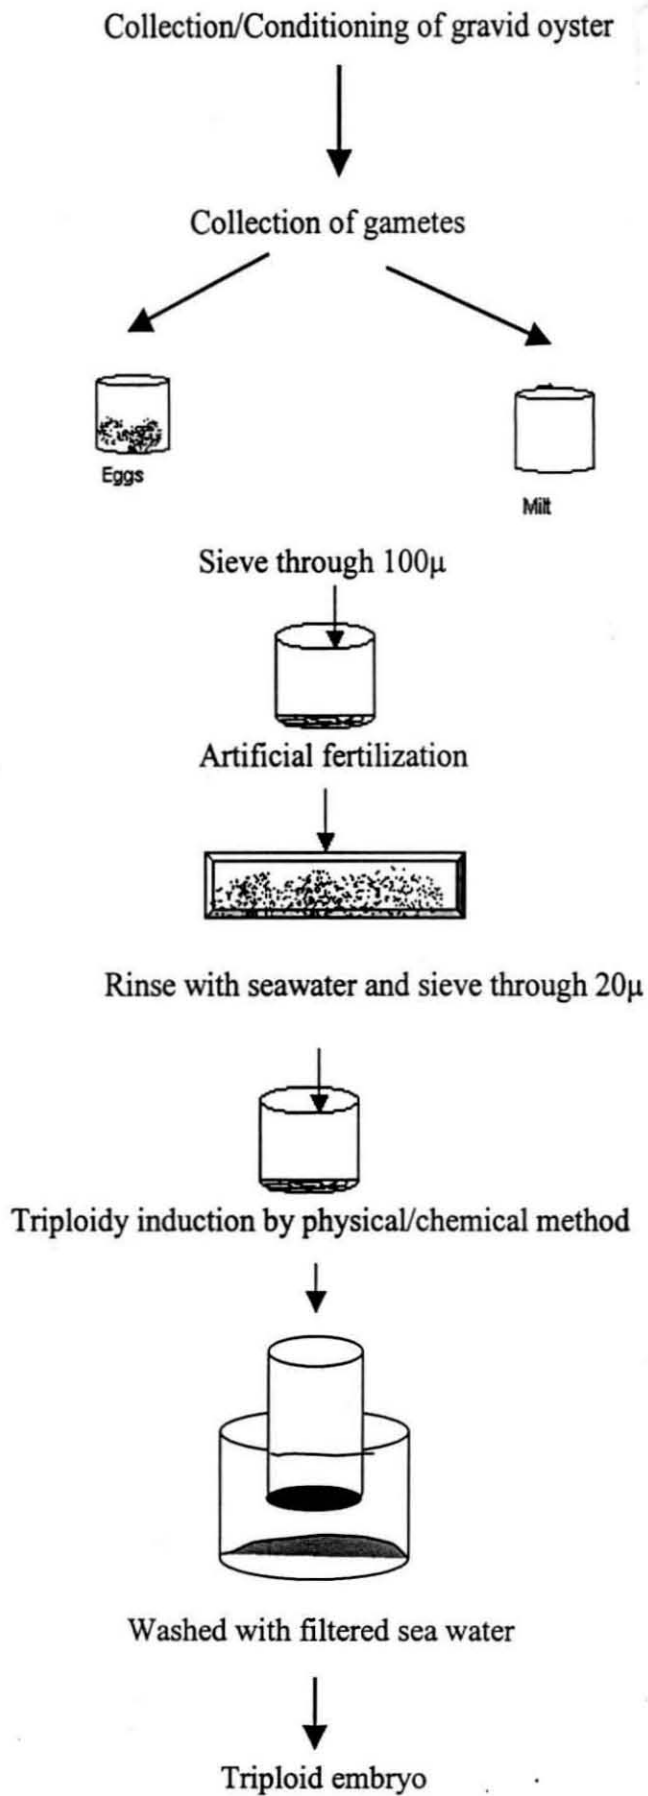 Collection/Conditioning of gravid oyster
Collection of gametes
Eggs
Milt
Sieve through 100µ
Artificial fertilization
Rinse with seawater and sieve through 20µ
Triploidy induction by physical/chemical method
Washed with filtered sea water
Triploid embryo